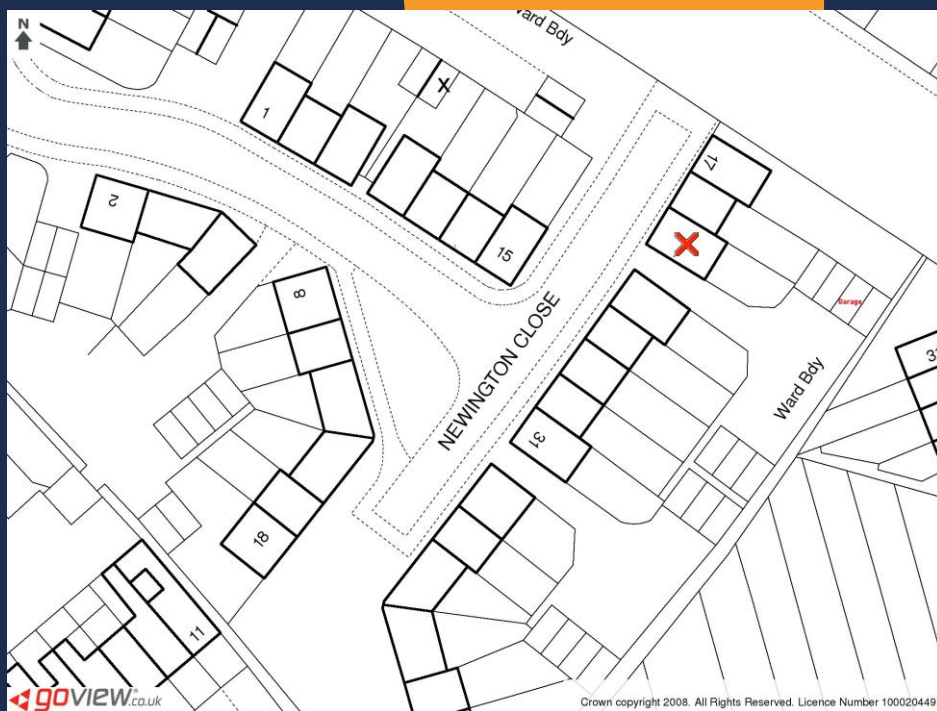 N
Ward Bdy
X
1
17
2
15
Garage
8
NEWINGTON CLOSE
Ward Bdy
31
18
11
goview.co.uk
Crown copyright 2008. All Rights Reserved. Licence Number 100020449